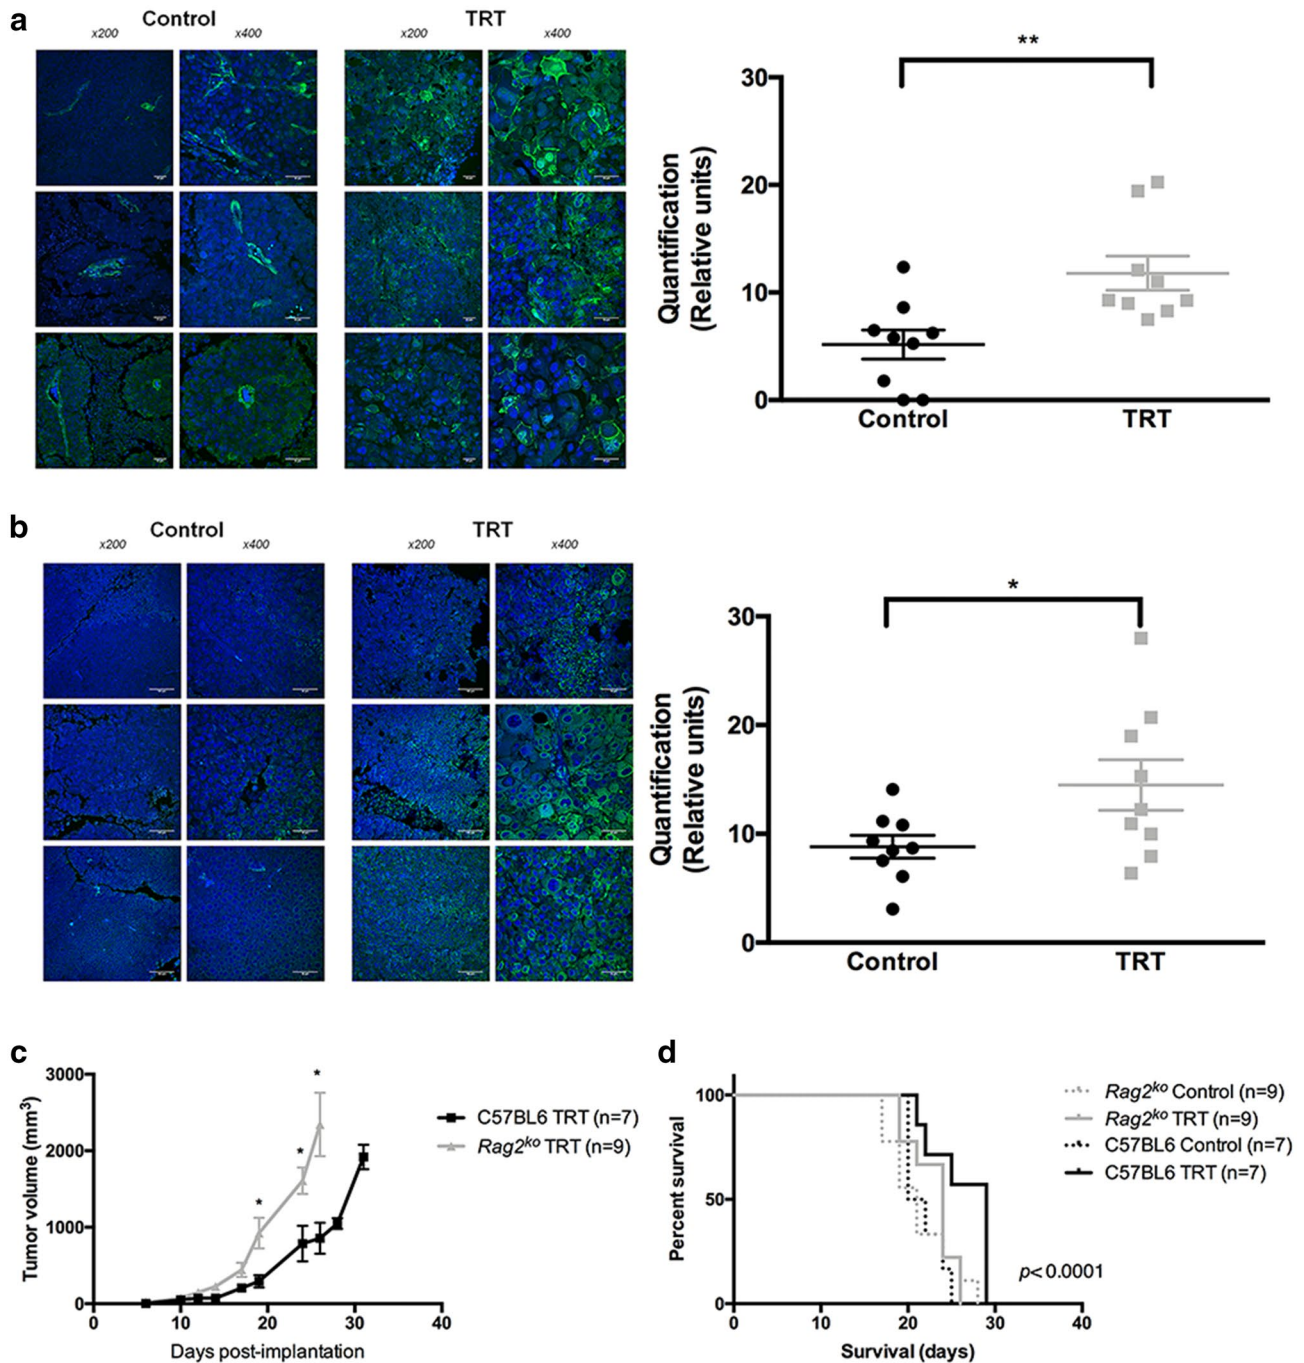 a
Control
TRT
x200
x400
x200
x400
**
Quantification
(Relative units)
30
20
10
0
Control
TRT
b
Control
TRT
x200
x400
x200
x400
*
Quantification
(Relative units)
30
20
10
0
Control
TRT
c
Tumor volume (mm3)
3000
2000
1000
0
0 10 20 30 40
Days post-implantation
*
*
*
C57BL6 TRT (n=7)
Rag2ko TRT (n=9)
d
Percent survival
100
50
0
0 10 20 30 40
Survival (days)
p<0.0001
Rag2ko Control (n=9)
Rag2ko TRT (n=9)
C57BL6 Control (n=7)
C57BL6 TRT (n=7)